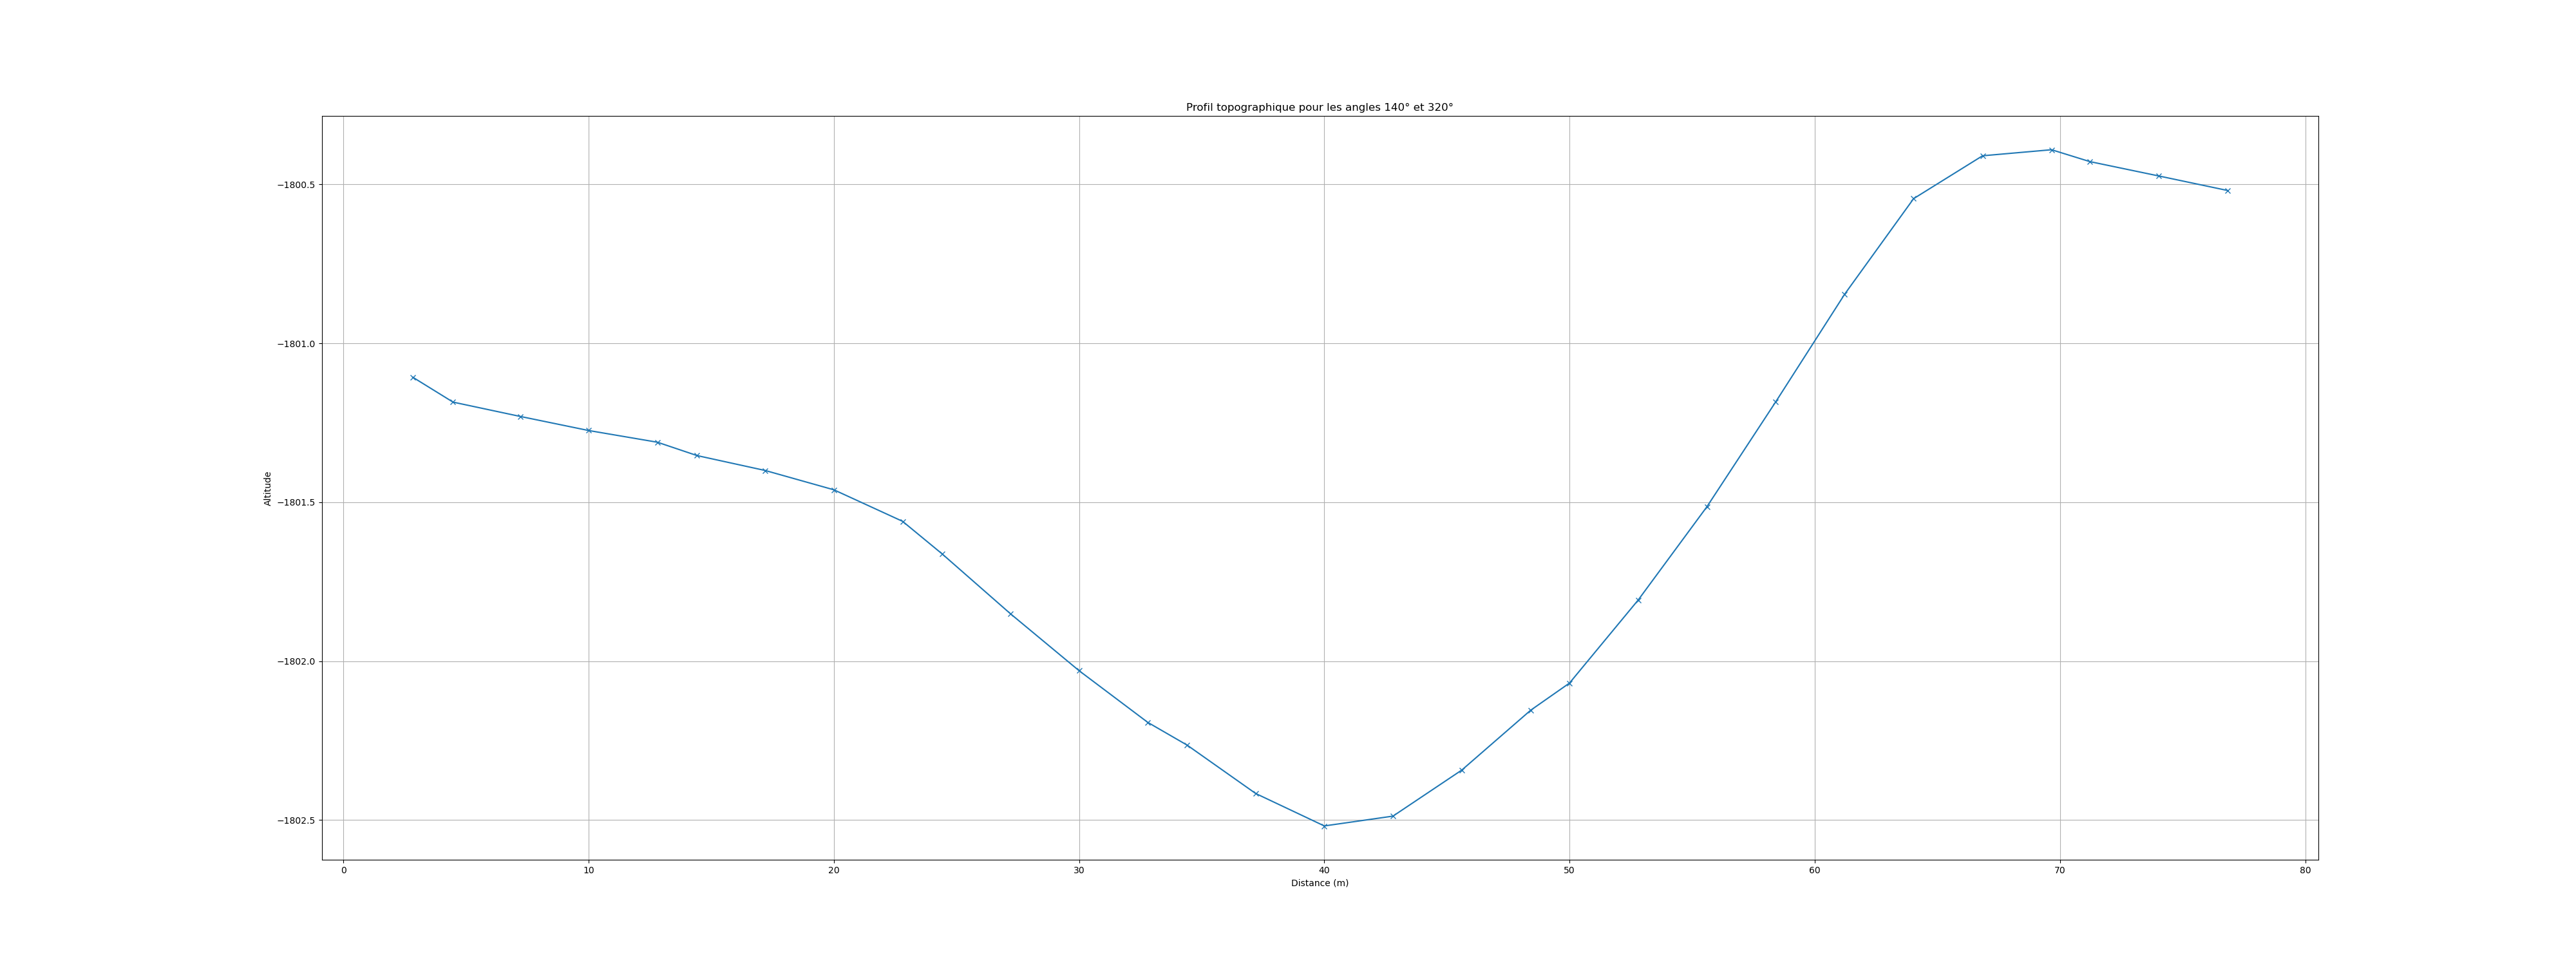 Profil topographique pour les angles 140° et 320°
Altitude
−1800.5
−1801.0
−1801.5
−1802.0
−1802.5
0 10 20 30 40 50 60 70 80
Distance (m)